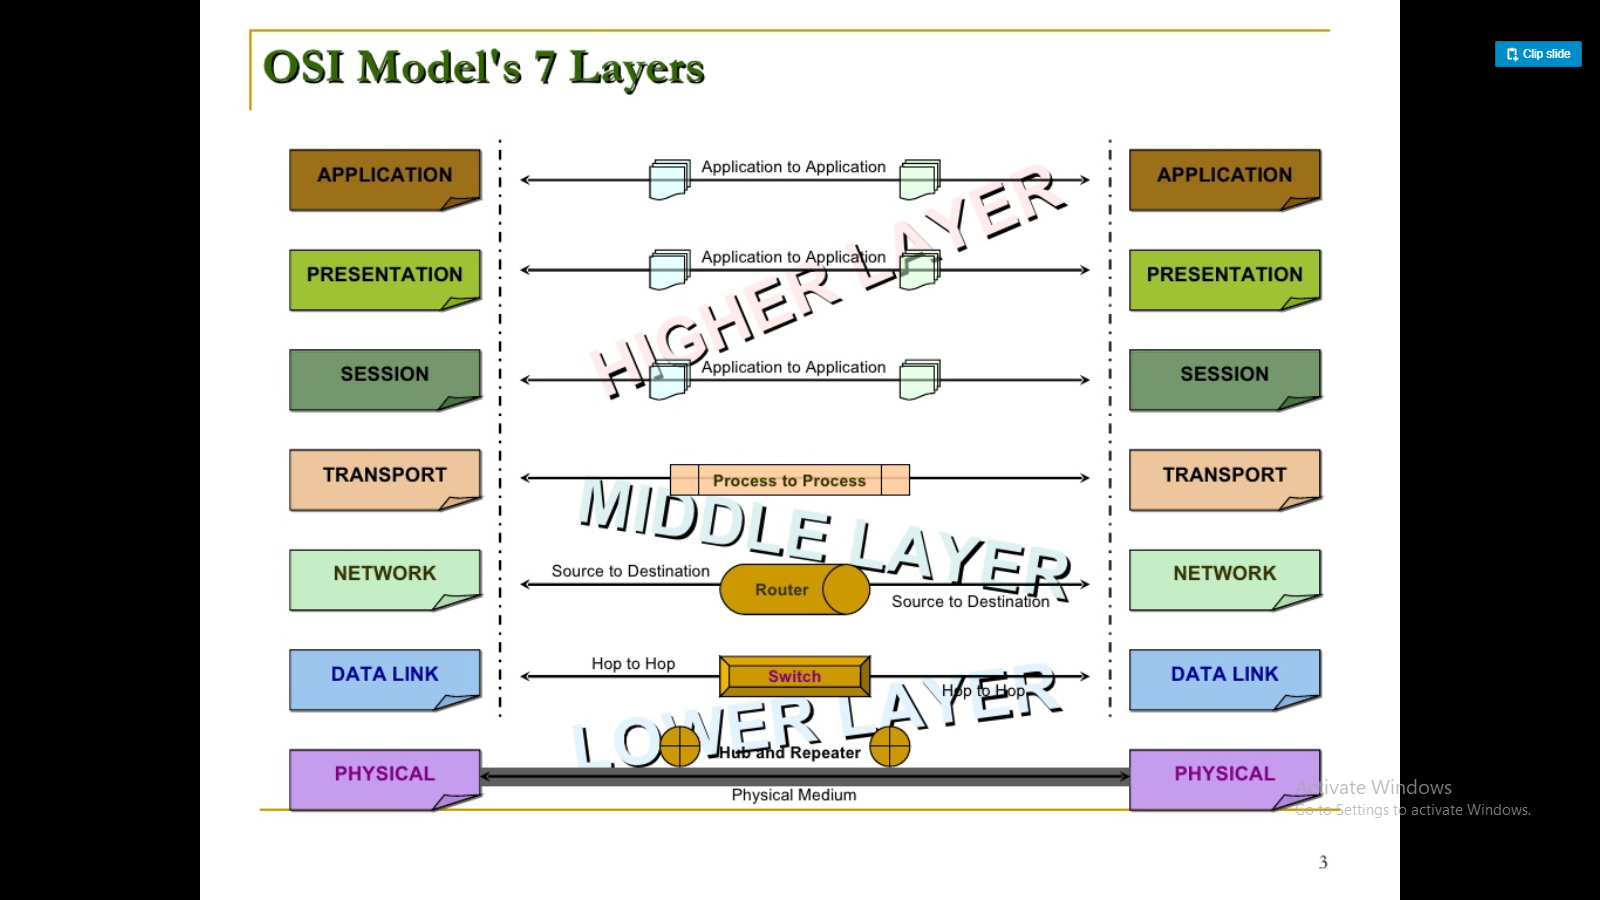 OSI Model's 7 Layers
Clip slide
APPLICATION
Application to Application
APPLICATION
PRESENTATION
Application to Application
PRESENTATION
HIGHER LAYER
SESSION
Application to Application
SESSION
TRANSPORT
Process to Process
TRANSPORT
MIDDLE LAYER
NETWORK
Source to Destination
Router
Source to Destination
NETWORK
DATA LINK
Hop to Hop
Switch
Hop to Hop
DATA LINK
LOWER LAYER
Hub and Repeater
PHYSICAL
Physical Medium
PHYSICAL
Activate Windows
Go to Settings to activate Windows.
3